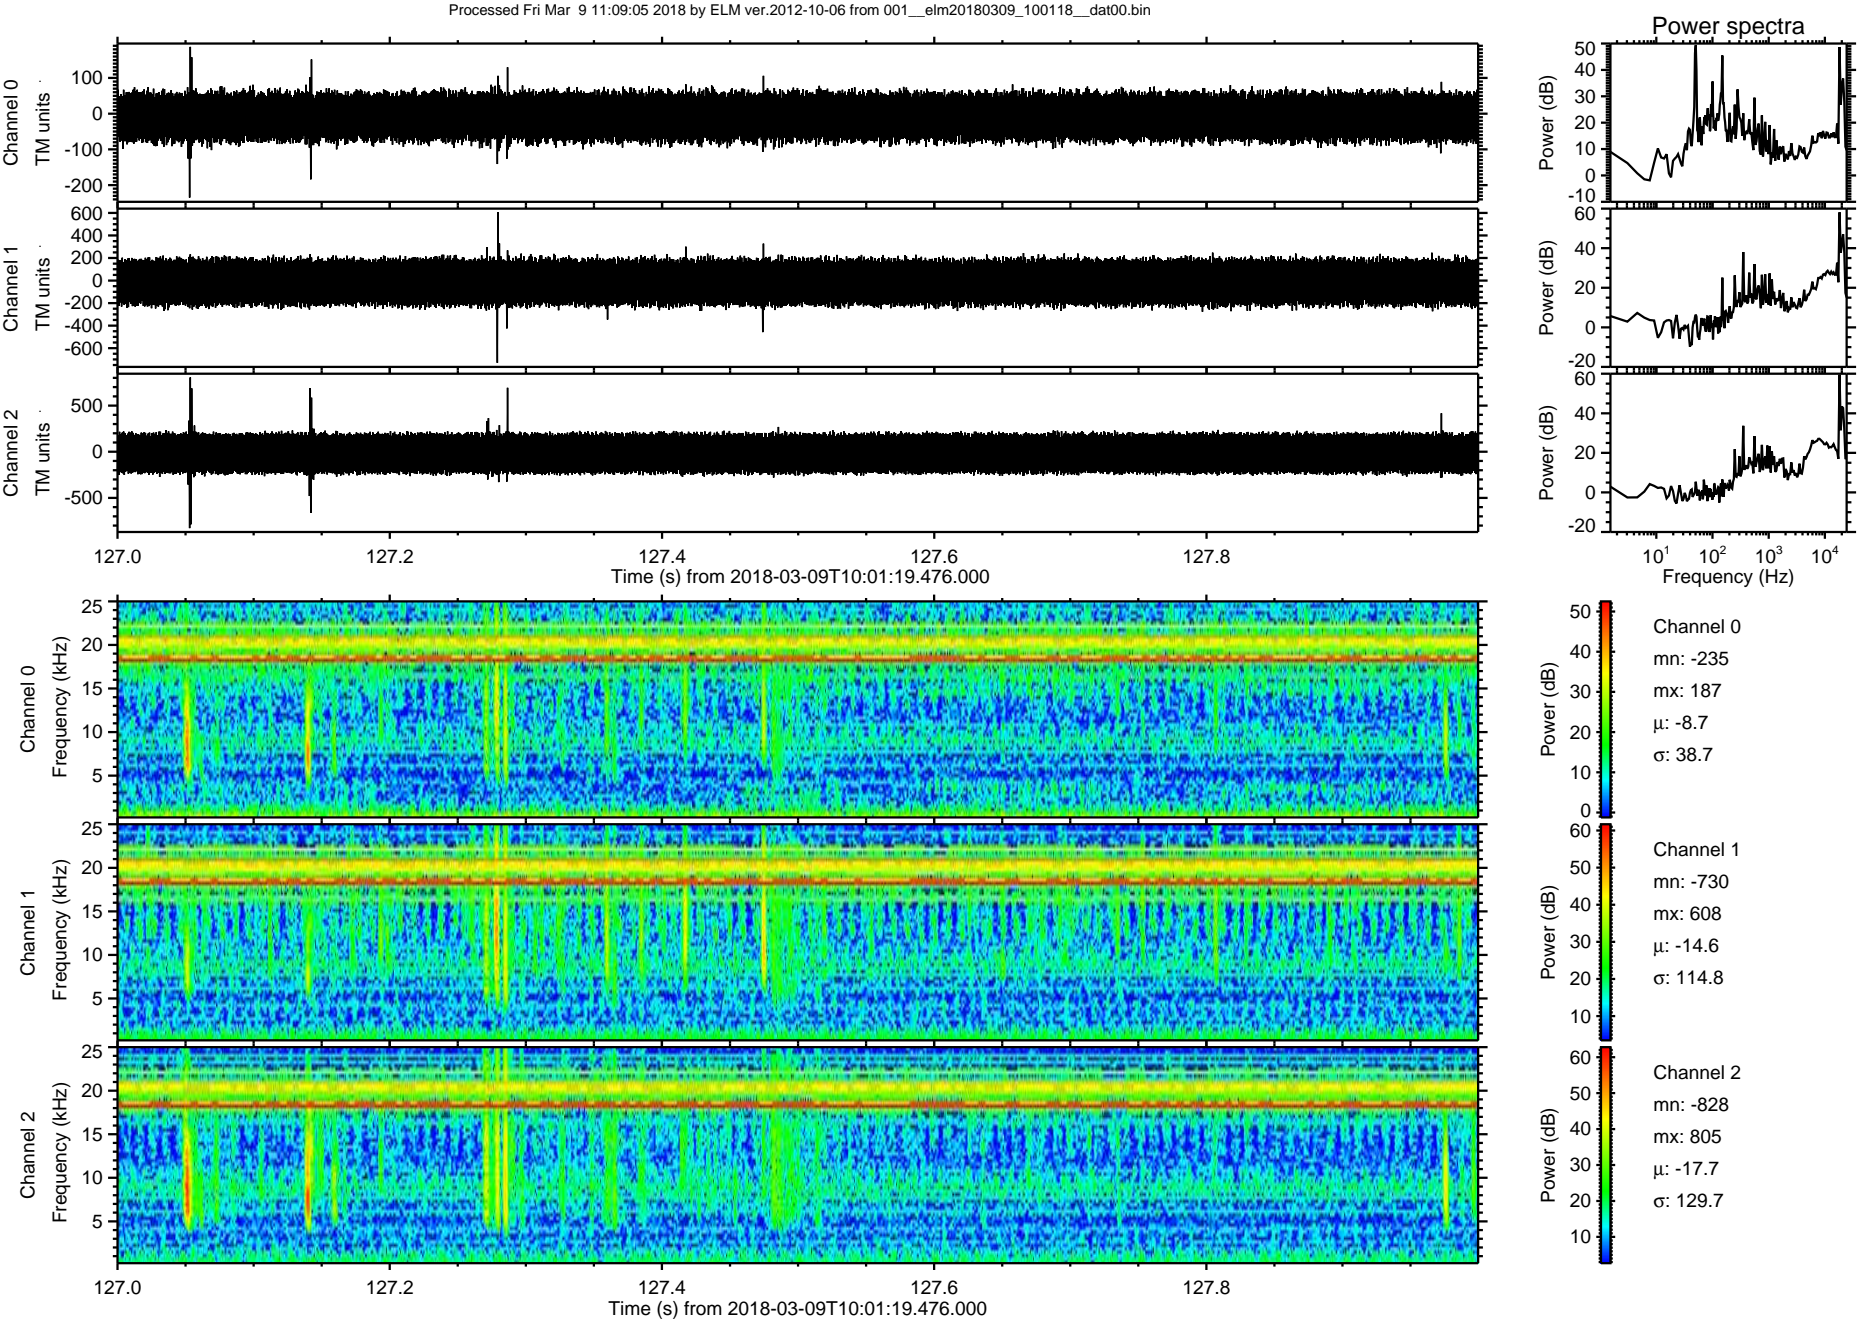 Processed Fri Mar 9 11:09:05 2018 by ELM ver.2012-10-06 from 001__elm20180309_100118__dat00.bin
Power spectra
Channel 0
TM units
100
0
-100
-200
Power (dB)
50
40
30
20
10
0
-10
Channel 1
TM units
600
400
200
0
-200
-400
-600
Power (dB)
60
40
20
0
-20
Channel 2
TM units
500
0
-500
Power (dB)
60
40
20
0
-20
127.0 127.2 127.4 127.6 127.8
Time (s) from 2018-03-09T10:01:19.476.000
10^1 10^2 10^3 10^4
Frequency (Hz)
Channel 0
Frequency (kHz)
25
20
15
10
5
Power (dB)
50
40
30
20
10
0
Channel 0
mn: -235
mx: 187
μ: -8.7
σ: 38.7
Channel 1
Frequency (kHz)
25
20
15
10
5
Power (dB)
60
50
40
30
20
10
Channel 1
mn: -730
mx: 608
μ: -14.6
σ: 114.8
Channel 2
Frequency (kHz)
25
20
15
10
5
Power (dB)
60
50
40
30
20
10
Channel 2
mn: -828
mx: 805
μ: -17.7
σ: 129.7
127.0 127.2 127.4 127.6 127.8
Time (s) from 2018-03-09T10:01:19.476.000